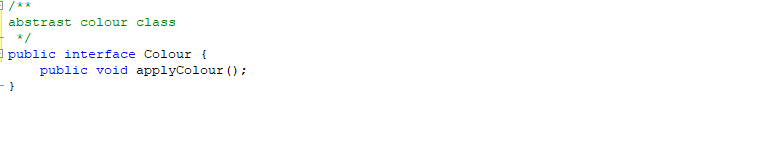 /**
abstrast colour class
 */
public interface Colour {
    public void applyColour();
}